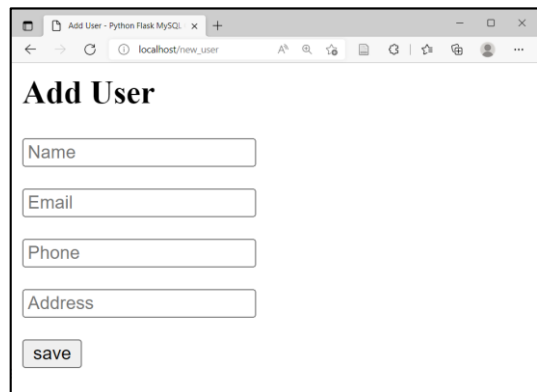 Add User - Python Flask MySQL
localhost/new_user
Add User
Name
Email
Phone
Address
save